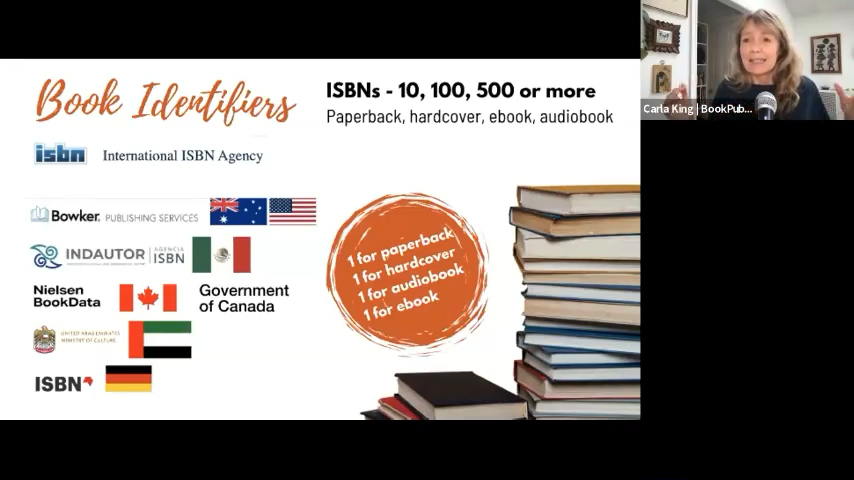 Book Identifiers
ISBNs - 10, 100, 500 or more
Paperback, hardcover, ebook, audiobook
isbn International ISBN Agency
Bowker. PUBLISHING SERVICES
INDAUTOR AGENCIA
ISBN
Nielsen
BookData
Government
of Canada
UNITED ARAB EMIRATES
MINISTRY OF CULTURE
ISBN
1 for paperback
1 for hardcover
1 for audiobook
1 for ebook
Carla King | BookPub...